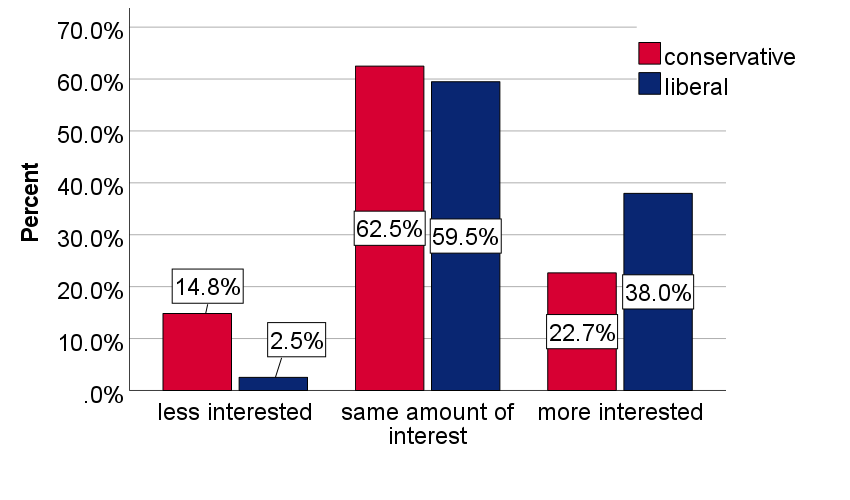 70.0%
60.0%
50.0%
40.0%
30.0%
20.0%
10.0%
.0%
Percent
conservative
liberal
14.8%
2.5%
62.5%
59.5%
22.7%
38.0%
less interested
same amount of
interest
more interested